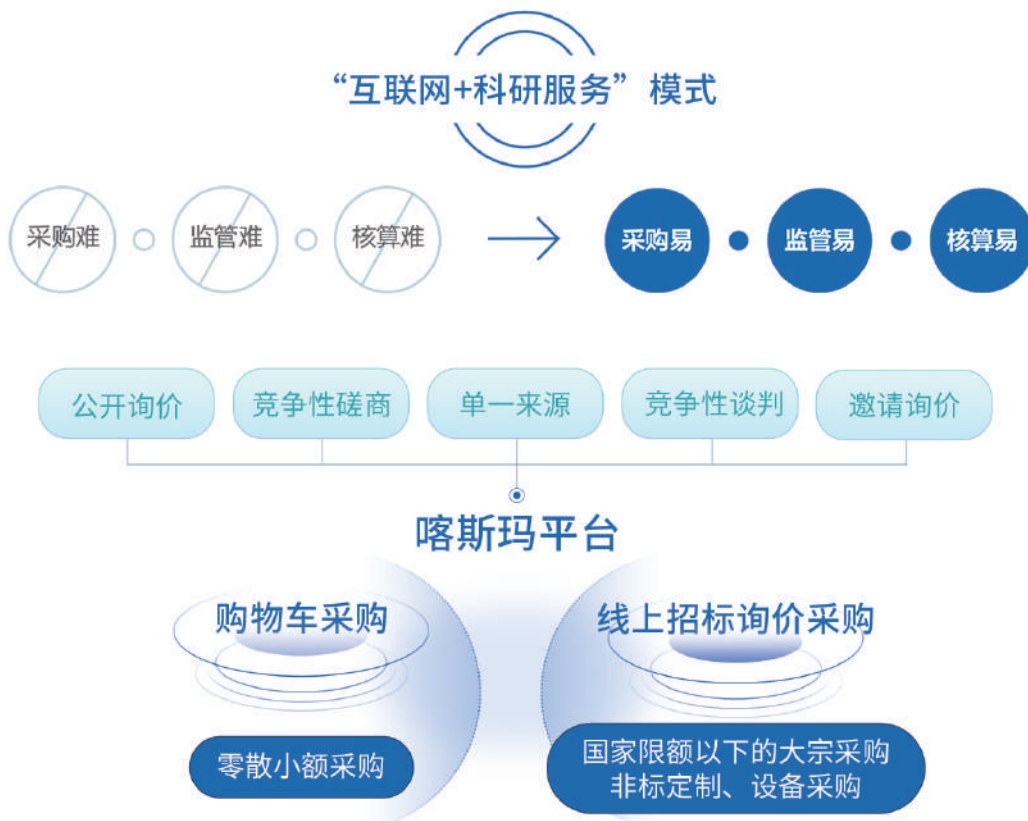 “互联网+科研服务”模式
采购难
监管难
核算难
采购易
监管易
核算易
公开询价
竞争性磋商
单一来源
竞争性谈判
邀请询价
喀斯玛平台
购物车采购
线上招标询价采购
零散小额采购
国家限额以下的大宗采购
非标定制、设备采购